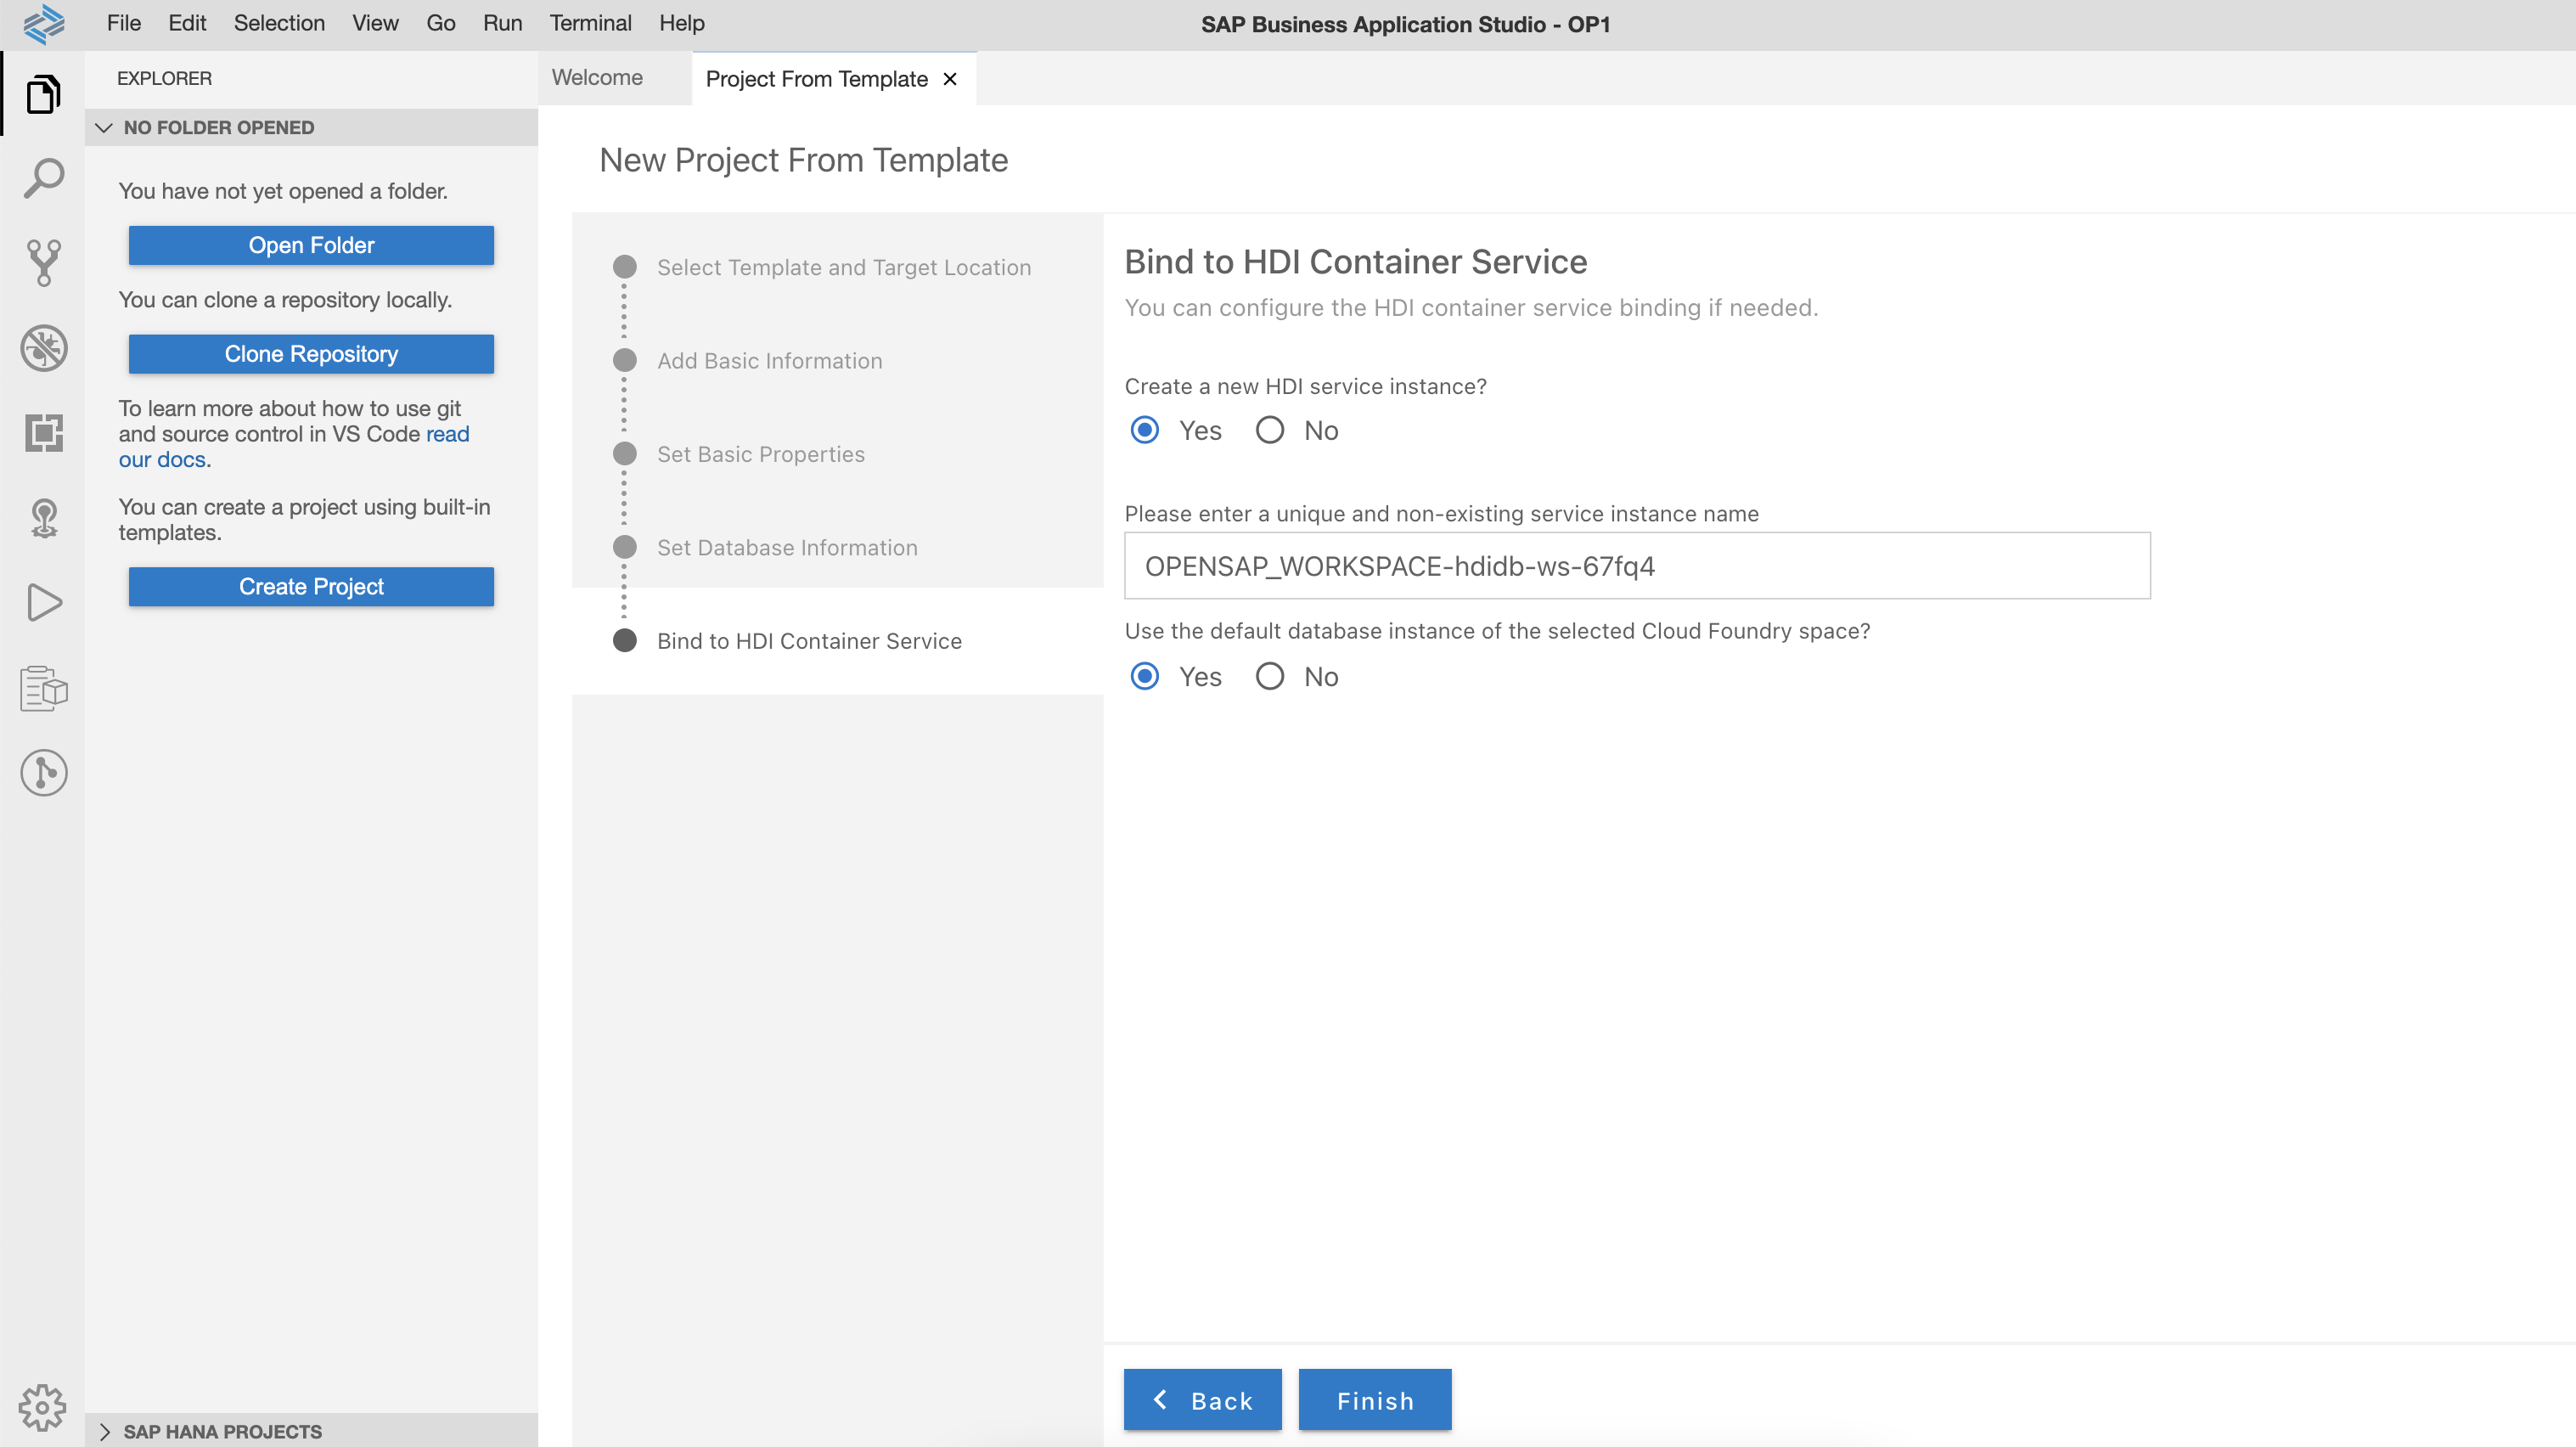 File Edit Selection View Go Run Terminal Help
SAP Business Application Studio - OP1
EXPLORER
NO FOLDER OPENED
You have not yet opened a folder.
Open Folder
You can clone a repository locally.
Clone Repository
To learn more about how to use git
and source control in VS Code read
our docs.
You can create a project using built-in
templates.
Create Project
SAP HANA PROJECTS
Welcome
Project From Template
New Project From Template
Select Template and Target Location
Add Basic Information
Set Basic Properties
Set Database Information
Bind to HDI Container Service
Bind to HDI Container Service
You can configure the HDI container service binding if needed.
Create a new HDI service instance?
Yes No
Please enter a unique and non-existing service instance name
OPENSAP_WORKSPACE-hdidb-ws-67fq4
Use the default database instance of the selected Cloud Foundry space?
Yes No
Back
Finish